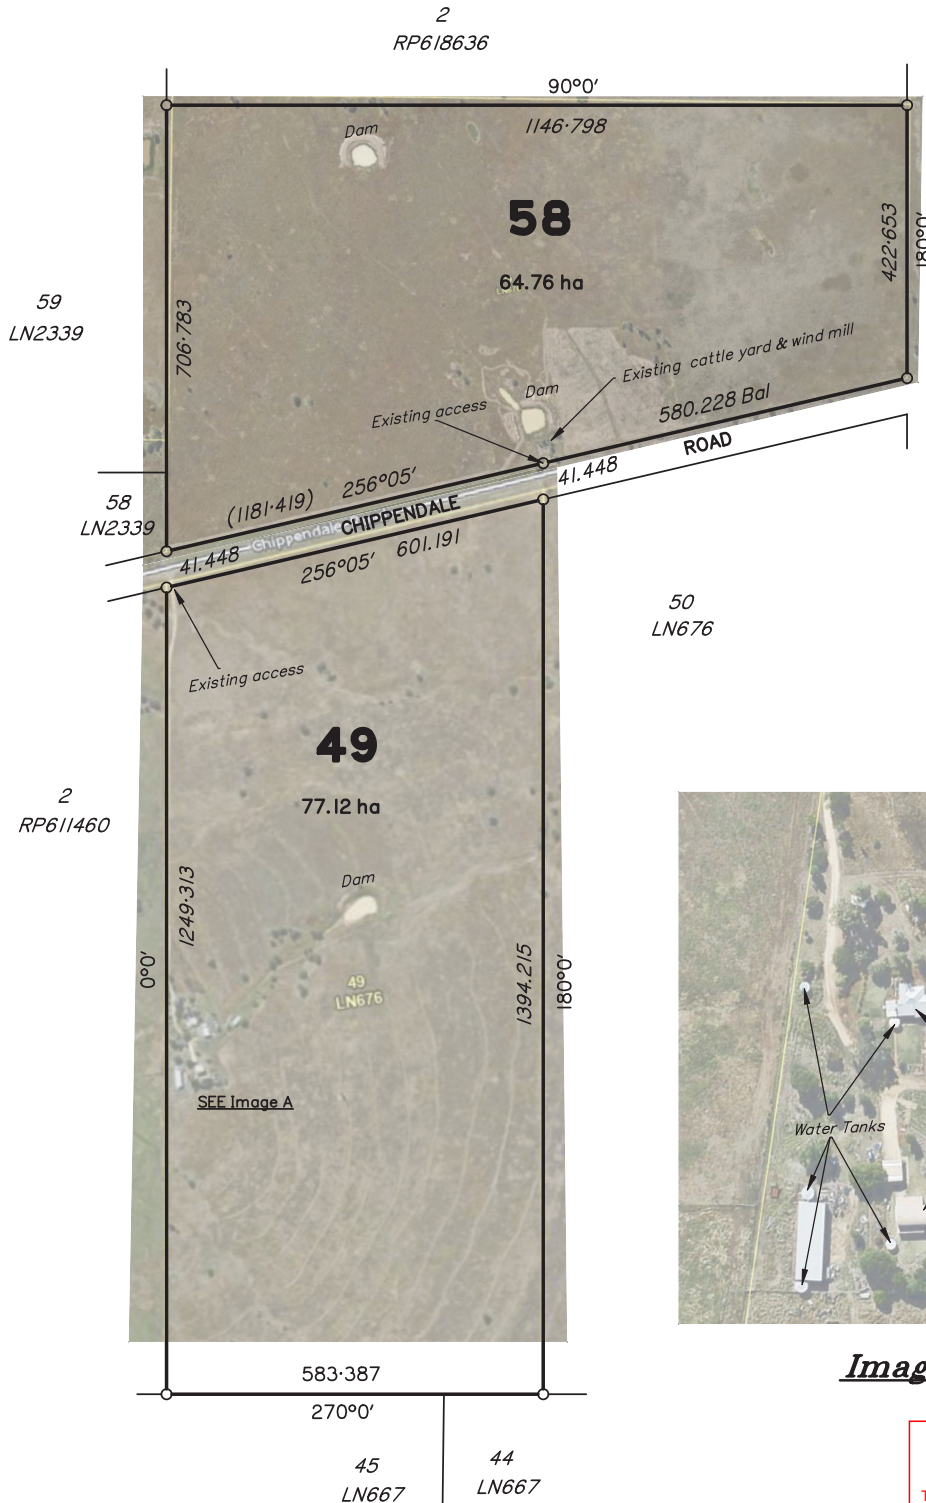 2
RP618636
90°0'
1146·798
Dam
58
64.76 ha
422·653
180°0'
59
LN2339
706·783
Existing cattle yard & wind mill
Dam
Existing access
580.228 Bal
ROAD
41.448
(1181·419) 256°05'
58
LN2339
CHIPPENDALE
Chippendale
41.448
256°05' 601.191
50
LN676
Existing access
49
77.12 ha
2
RP611460
Dam
1249·313
0°0'
1394.215
180°0'
49
LN676
SEE Image A
Water Tanks
583·387
270°0'
45
LN667
44
LN667